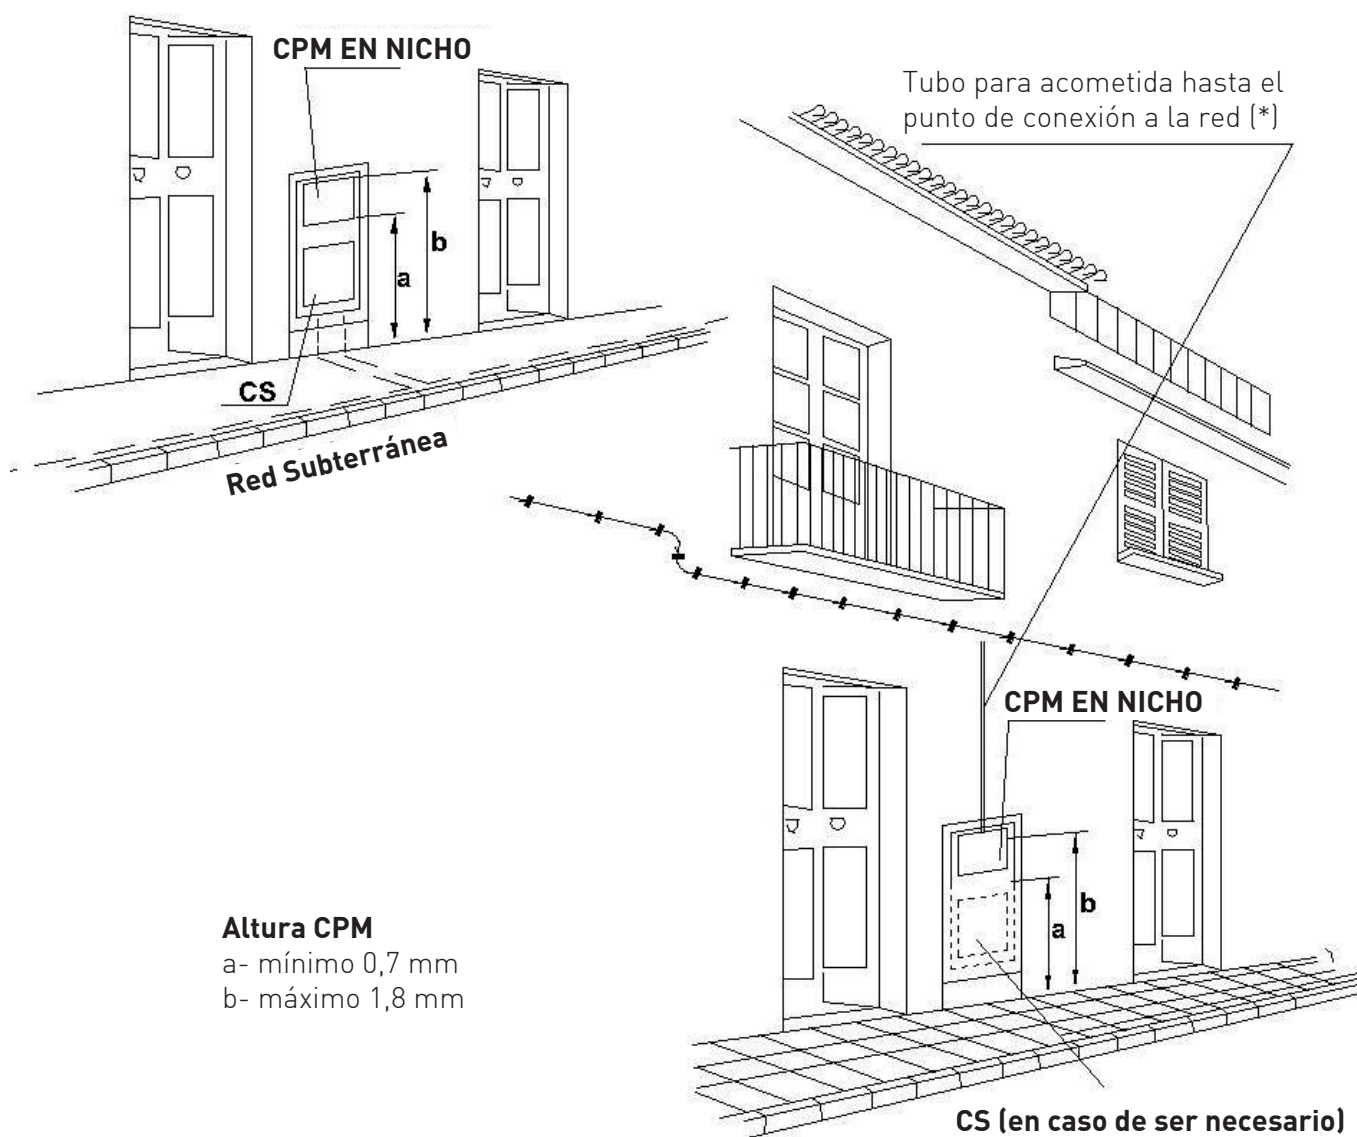 CPM EN NICHO
Tubo para acometida hasta el
punto de conexión a la red (*)
b
a
CS
Red Subterránea
CPM EN NICHO
b
a
Altura CPM
a- mínimo 0,7 mm
b- máximo 1,8 mm
CS (en caso de ser necesario)